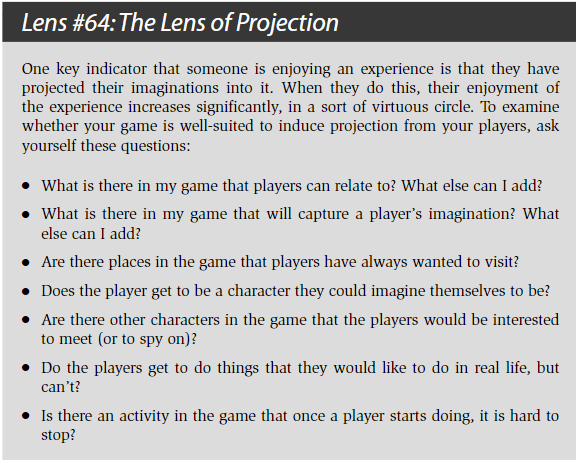 Lens #64: The Lens of Projection
One key indicator that someone is enjoying an experience is that they have
projected their imaginations into it. When they do this, their enjoyment of
the experience increases significantly, in a sort of virtuous circle. To examine
whether your game is well-suited to induce projection from your players, ask
yourself these questions:
● What is there in my game that players can relate to? What else can I add?
● What is there in my game that will capture a player's imagination? What
else can I add?
● Are there places in the game that players have always wanted to visit?
● Does the player get to be a character they could imagine themselves to be?
● Are there other characters in the game that the players would be interested
to meet (or to spy on)?
● Do the players get to do things that they would like to do in real life, but
can't?
● Is there an activity in the game that once a player starts doing, it is hard to
stop?